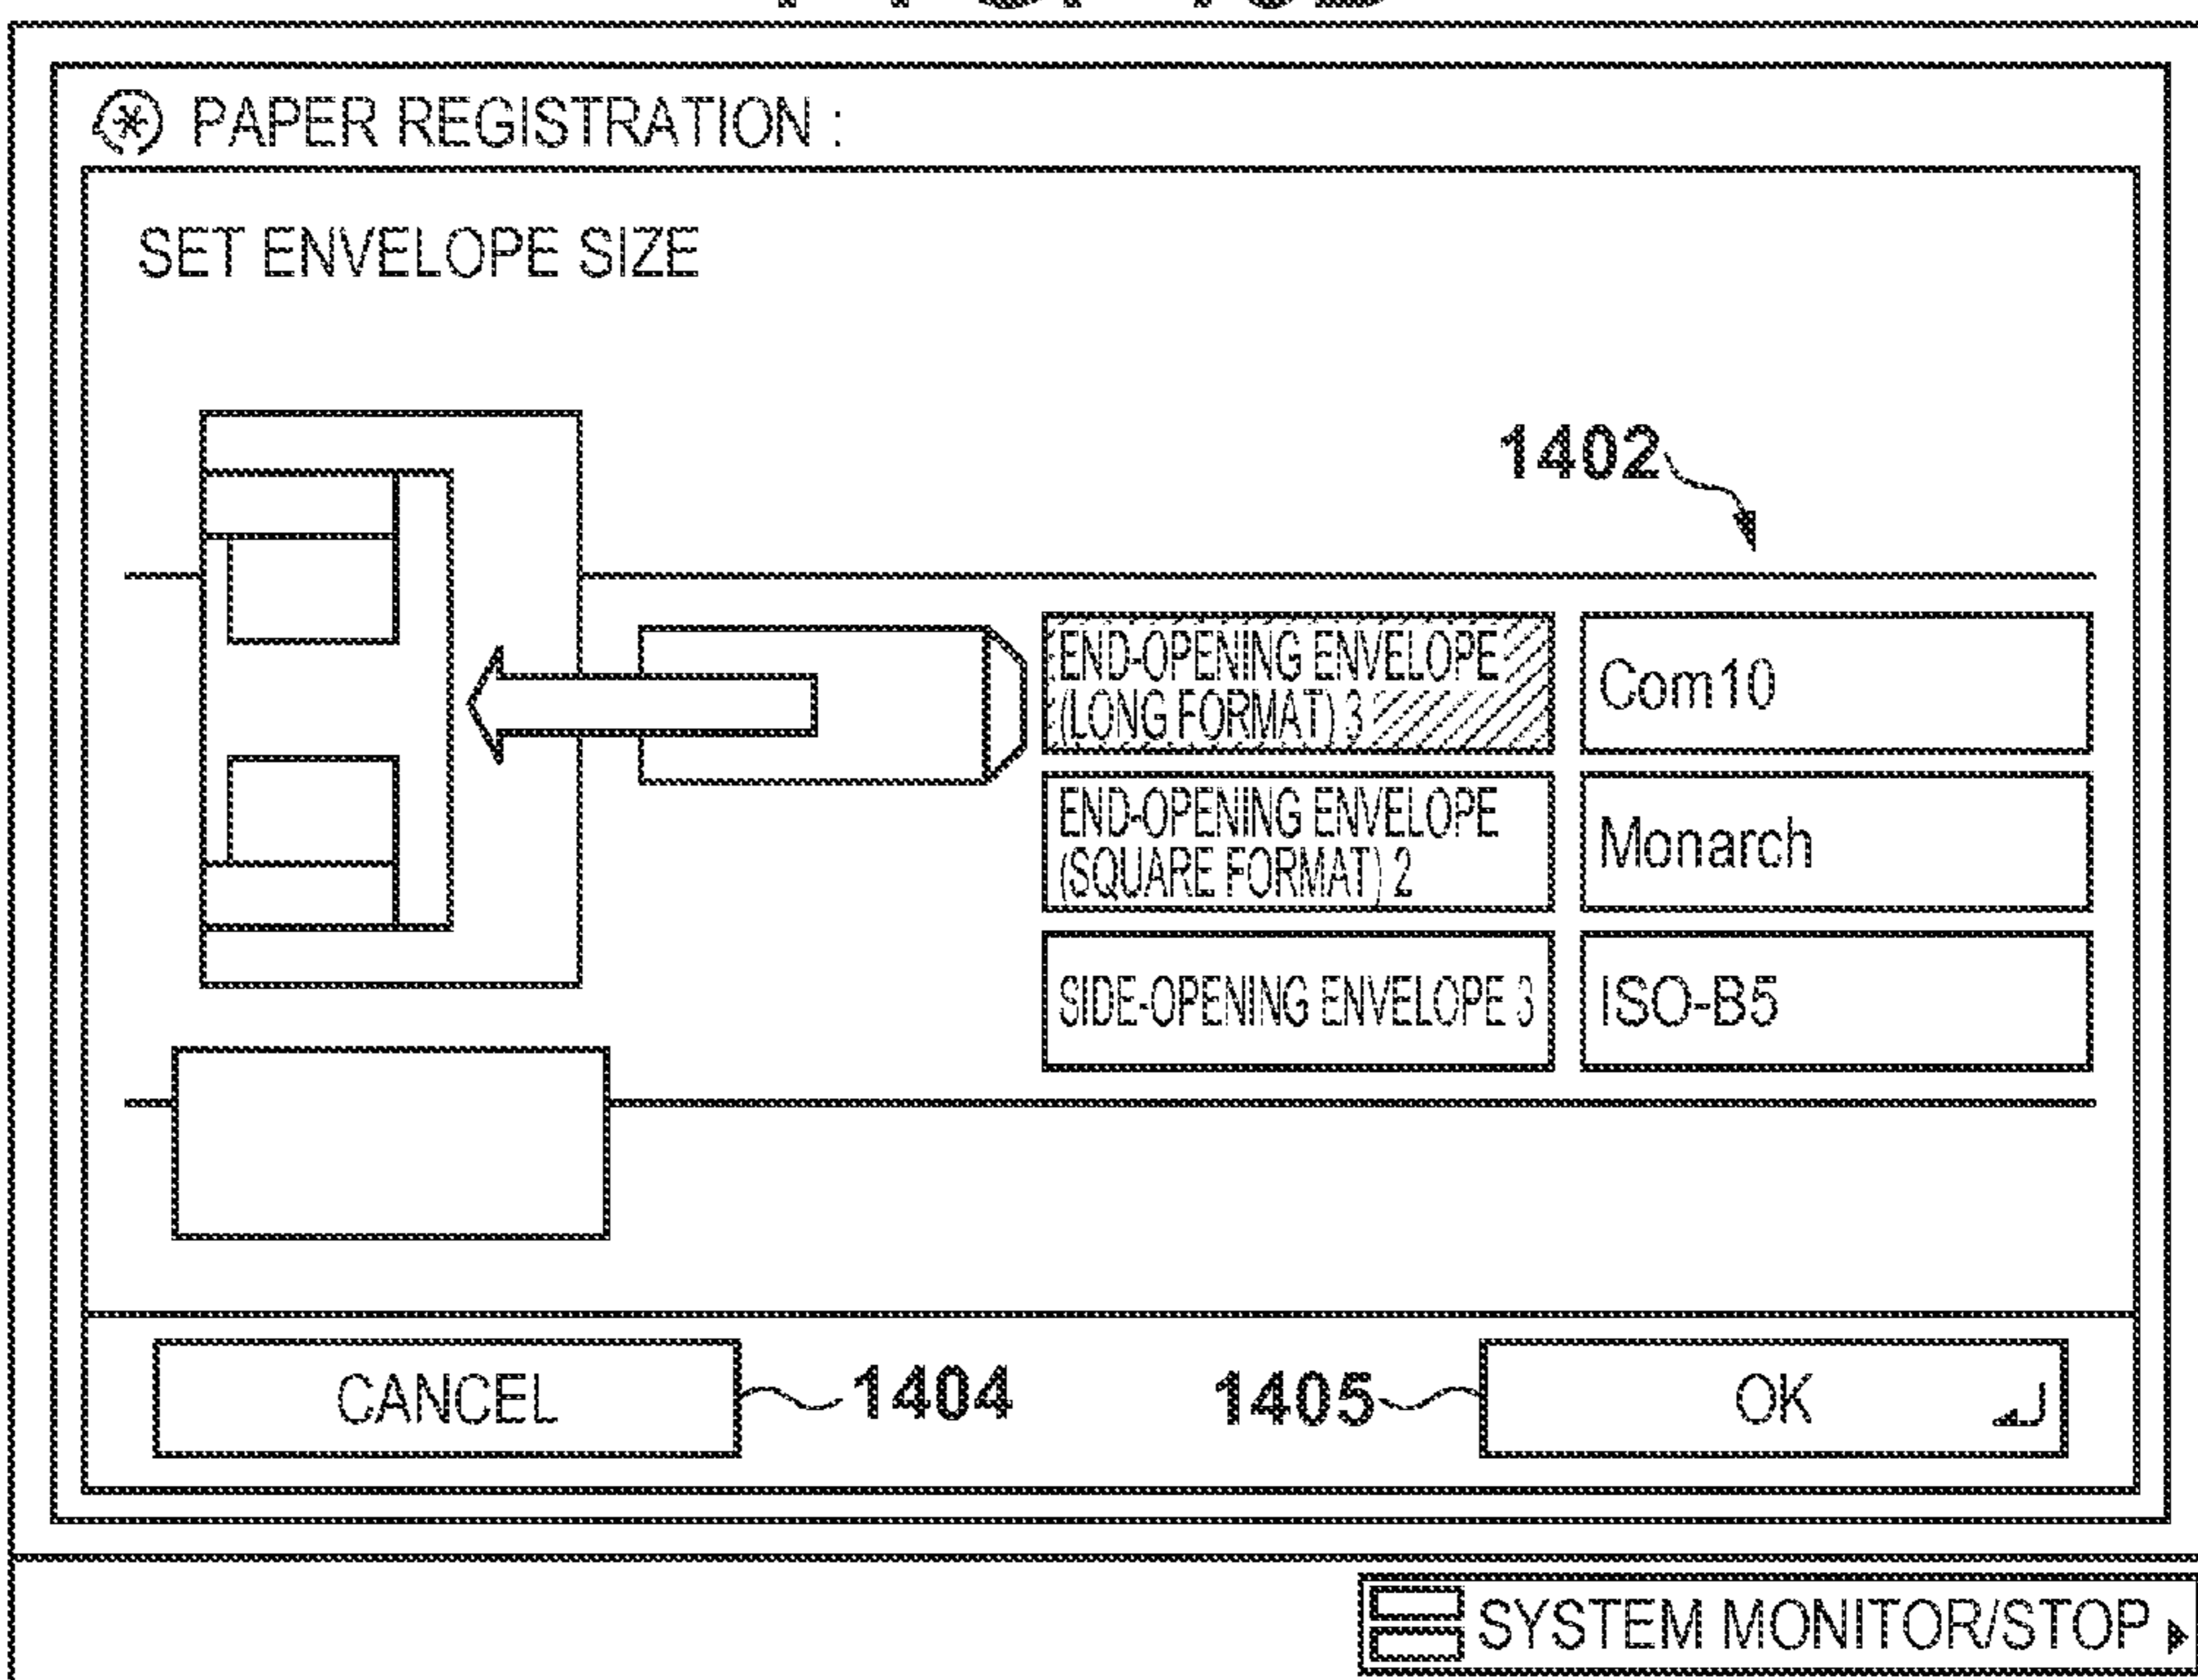 PAPER REGISTRATION :
SET ENVELOPE SIZE
1402
END-OPENING ENVELOPE
(LONG FORMAT) 3
Com10
END-OPENING ENVELOPE
(SQUARE FORMAT) 2
Monarch
SIDE-OPENING ENVELOPE 3
ISO-B5
CANCEL
1404
1405
OK
SYSTEM MONITOR/STOP